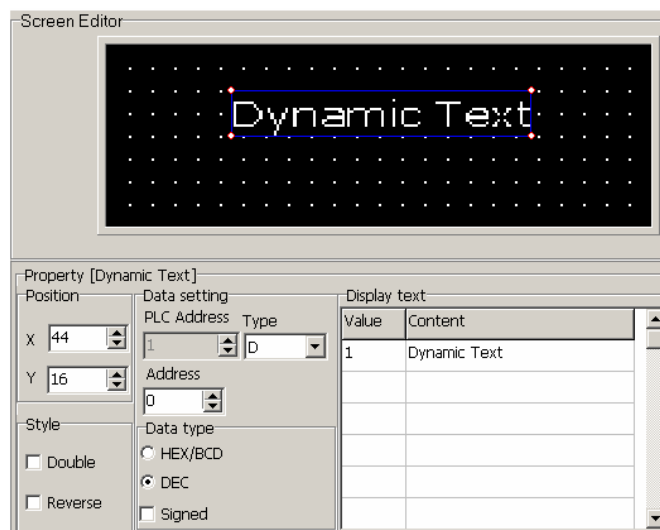 Screen Editor
Dynamic Text
Property [Dynamic Text]
Position
X 44
Y 16
Style
Double
Reverse
Data setting
PLC Address Type
1 D
Address
0
Data type
HEX/BCD
DEC
Signed
Display text
Value Content
1 Dynamic Text